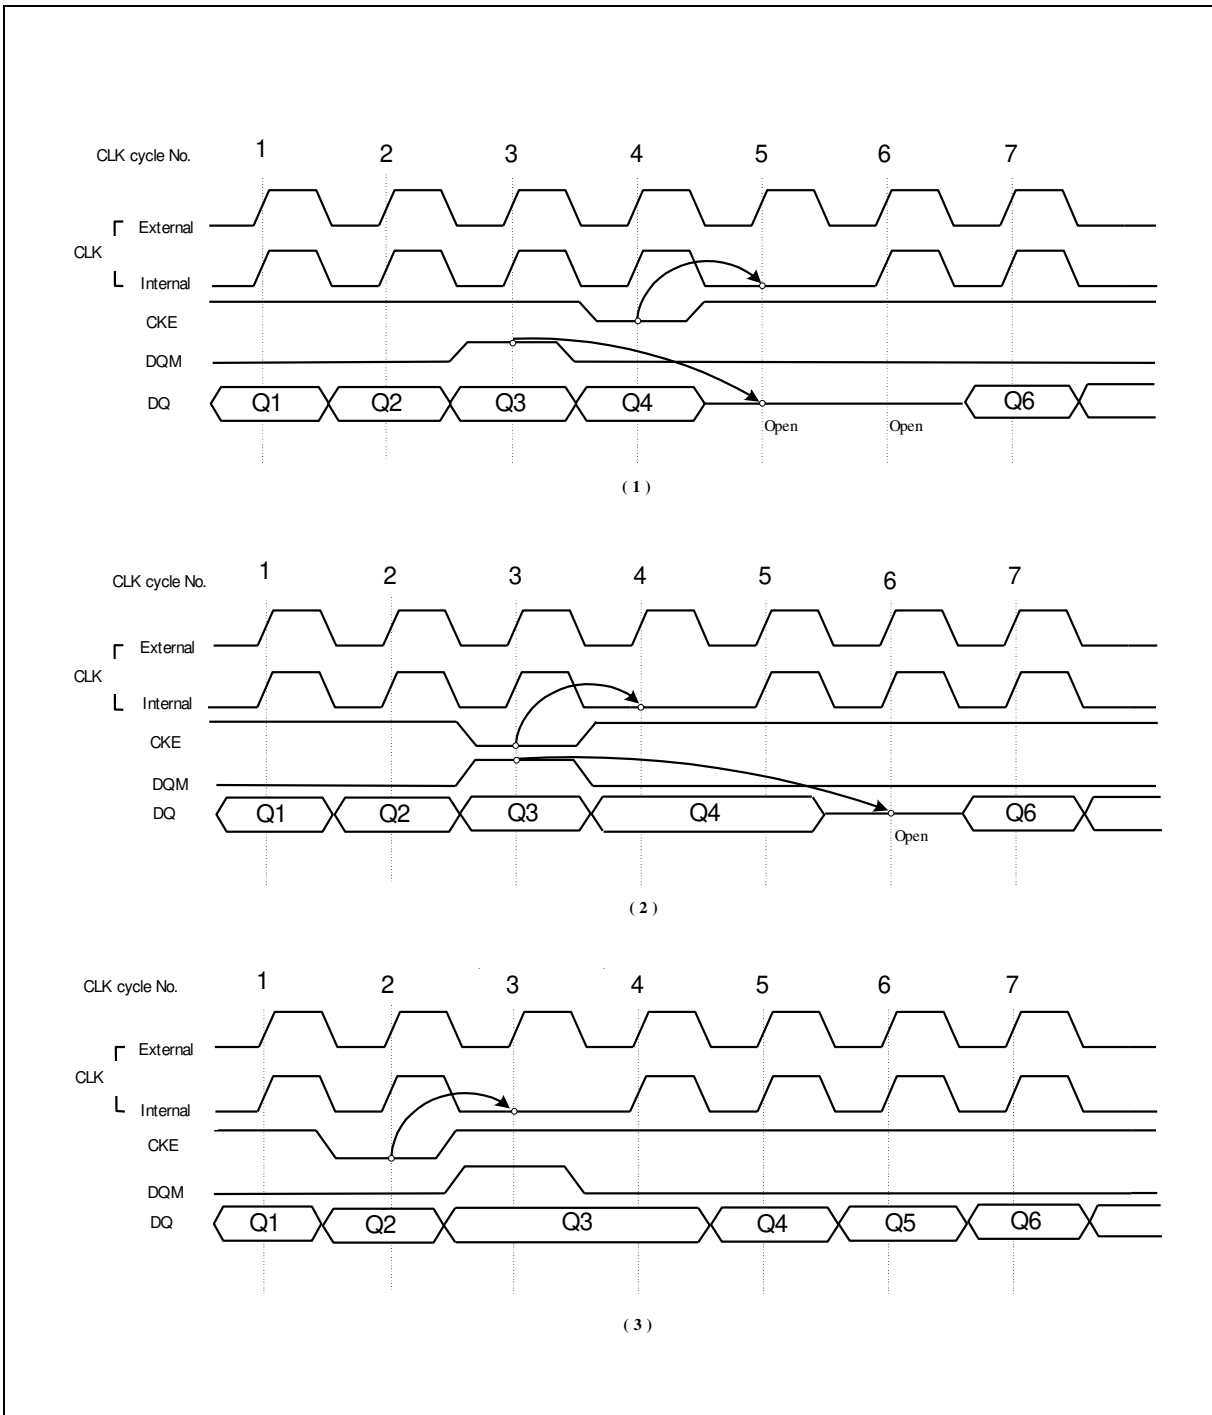 CLK cycle No. 1 2 3 4 5 6 7
External
CLK
Internal
CKE
DQM
DQ Q1 Q2 Q3 Q4 Q6
Open Open
( 1 )
CLK cycle No. 1 2 3 4 5 6 7
External
CLK
Internal
CKE
DQM
DQ Q1 Q2 Q3 Q4 Q6
Open
( 2 )
CLK cycle No. 1 2 3 4 5 6 7
External
CLK
Internal
CKE
DQM
DQ Q1 Q2 Q3 Q4 Q5 Q6
( 3 )